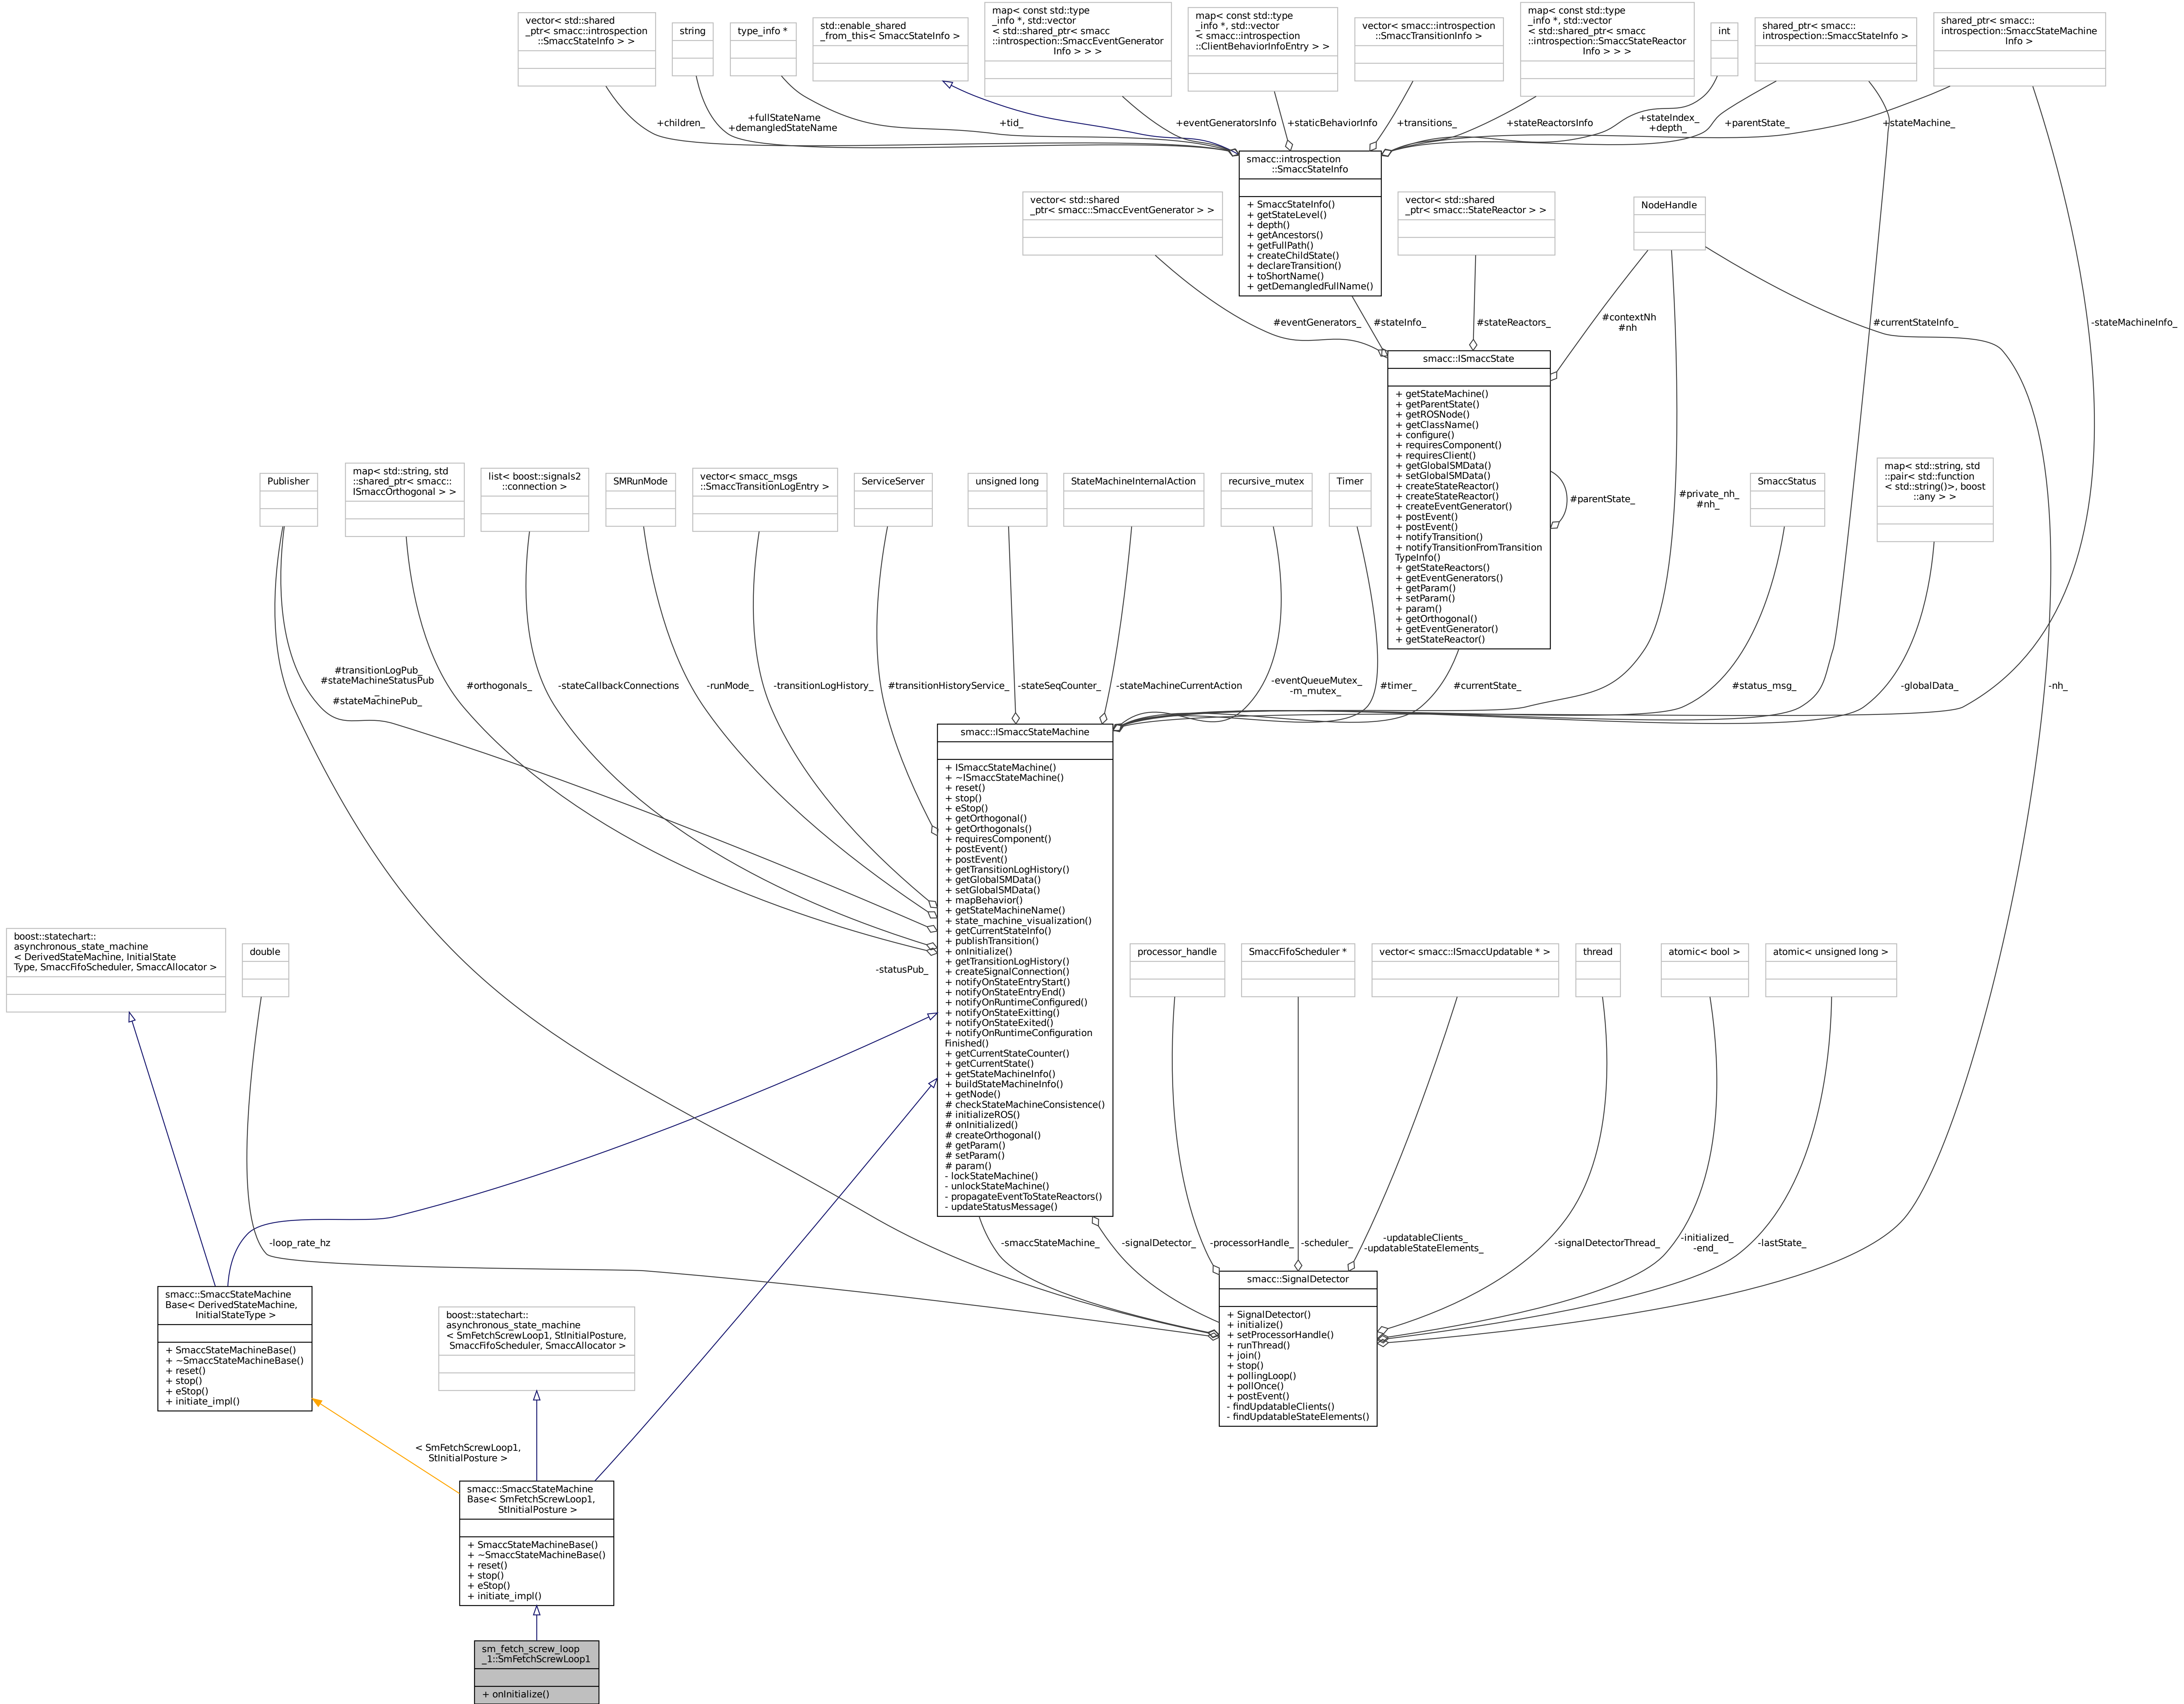 vector< std::shared
_ptr< smacc::introspection
::SmaccStateInfo > >
string
type_info *
std::enable_shared
_from_this< SmaccStateInfo >
map< const std::type
_info *, std::vector
< std::shared_ptr< smacc
::introspection::SmaccEventGenerator
Info > > >
map< const std::type
_info *, std::vector
< smacc::introspection
::ClientBehaviorInfoEntry > >
vector< smacc::introspection
::SmaccTransitionInfo >
map< const std::type
_info *, std::vector
< std::shared_ptr< smacc
::introspection::SmaccStateReactor
Info > > >
int
shared_ptr< smacc::
introspection::SmaccStateInfo >
shared_ptr< smacc::
introspection::SmaccStateMachine
Info >
+children_
+fullStateName
+demangledStateName
+tid_
+eventGeneratorsInfo
+staticBehaviorInfo
+transitions_
+stateReactorsInfo
+stateIndex_
+depth_
+parentState_
+stateMachine_
smacc::introspection
::SmaccStateInfo
+ SmaccStateInfo()
+ getStateLevel()
+ depth()
+ getAncestors()
+ getFullPath()
+ createChildState()
+ declareTransition()
+ toShortName()
+ getDemangledFullName()
vector< std::shared
_ptr< smacc::SmaccEventGenerator > >
vector< std::shared
_ptr< smacc::StateReactor > >
NodeHandle
#eventGenerators_
#stateInfo_
#stateReactors_
#contextNh
#nh
#currentStateInfo_
-stateMachineInfo_
smacc::ISmaccState
+ getStateMachine()
+ getParentState()
+ getROSNode()
+ getClassName()
+ configure()
+ requiresComponent()
+ requiresClient()
+ getGlobalSMData()
+ setGlobalSMData()
+ createStateReactor()
+ createStateReactor()
+ createEventGenerator()
+ postEvent()
+ postEvent()
+ notifyTransition()
+ notifyTransitionFromTransition
TypeInfo()
+ getStateReactors()
+ getEventGenerators()
+ getParam()
+ setParam()
+ param()
+ getOrthogonal()
+ getEventGenerator()
+ getStateReactor()
#parentState_
#private_nh_
#nh_
Publisher
map< std::string, std
::shared_ptr< smacc::
ISmaccOrthogonal > >
list< boost::signals2
::connection >
SMRunMode
vector< smacc_msgs
::SmaccTransitionLogEntry >
ServiceServer
unsigned long
StateMachineInternalAction
recursive_mutex
Timer
SmaccStatus
map< std::string, std
::pair< std::function
< std::string()>, boost
::any > >
#transitionLogPub_
#stateMachineStatusPub
_
#stateMachinePub_
#orthogonals_
-stateCallbackConnections
-runMode_
-transitionLogHistory_
#transitionHistoryService_
-stateSeqCounter_
-stateMachineCurrentAction
-eventQueueMutex_
-m_mutex_
#timer_
#currentState_
#status_msg_
-globalData_
-nh_
smacc::ISmaccStateMachine
+ ISmaccStateMachine()
+ ~ISmaccStateMachine()
+ reset()
+ stop()
+ eStop()
+ getOrthogonal()
+ getOrthogonals()
+ requiresComponent()
+ postEvent()
+ postEvent()
+ getTransitionLogHistory()
+ getGlobalSMData()
+ setGlobalSMData()
+ mapBehavior()
+ getStateMachineName()
+ state_machine_visualization()
+ getCurrentStateInfo()
+ publishTransition()
+ onInitialize()
+ getTransitionLogHistory()
+ createSignalConnection()
+ notifyOnStateEntryStart()
+ notifyOnStateEntryEnd()
+ notifyOnRuntimeConfigured()
+ notifyOnStateExitting()
+ notifyOnStateExited()
+ notifyOnRuntimeConfiguration
Finished()
+ getCurrentStateCounter()
+ getCurrentState()
+ getStateMachineInfo()
+ buildStateMachineInfo()
+ getNode()
# checkStateMachineConsistence()
# initializeROS()
# onInitialized()
# createOrthogonal()
# getParam()
# setParam()
# param()
- lockStateMachine()
- unlockStateMachine()
- propagateEventToStateReactors()
- updateStatusMessage()
boost::statechart::
asynchronous_state_machine
< DerivedStateMachine, InitialState
Type, SmaccFifoScheduler, SmaccAllocator >
double
-statusPub_
processor_handle
SmaccFifoScheduler *
vector< smacc::ISmaccUpdatable * >
thread
atomic< bool >
atomic< unsigned long >
-loop_rate_hz
-smaccStateMachine_
-signalDetector_
-processorHandle_
-scheduler_
-updatableClients_
-updatableStateElements_
-signalDetectorThread_
-initialized_
-end_
-lastState_
smacc::SignalDetector
+ SignalDetector()
+ initialize()
+ setProcessorHandle()
+ runThread()
+ join()
+ stop()
+ pollingLoop()
+ pollOnce()
+ postEvent()
- findUpdatableClients()
- findUpdatableStateElements()
smacc::SmaccStateMachine
Base< DerivedStateMachine,
InitialStateType >
+ SmaccStateMachineBase()
+ ~SmaccStateMachineBase()
+ reset()
+ stop()
+ eStop()
+ initiate_impl()
boost::statechart::
asynchronous_state_machine
< SmFetchScrewLoop1, StInitialPosture,
SmaccFifoScheduler, SmaccAllocator >
< SmFetchScrewLoop1,
StInitialPosture >
smacc::SmaccStateMachine
Base< SmFetchScrewLoop1,
StInitialPosture >
+ SmaccStateMachineBase()
+ ~SmaccStateMachineBase()
+ reset()
+ stop()
+ eStop()
+ initiate_impl()
sm_fetch_screw_loop
_1::SmFetchScrewLoop1
+ onInitialize()